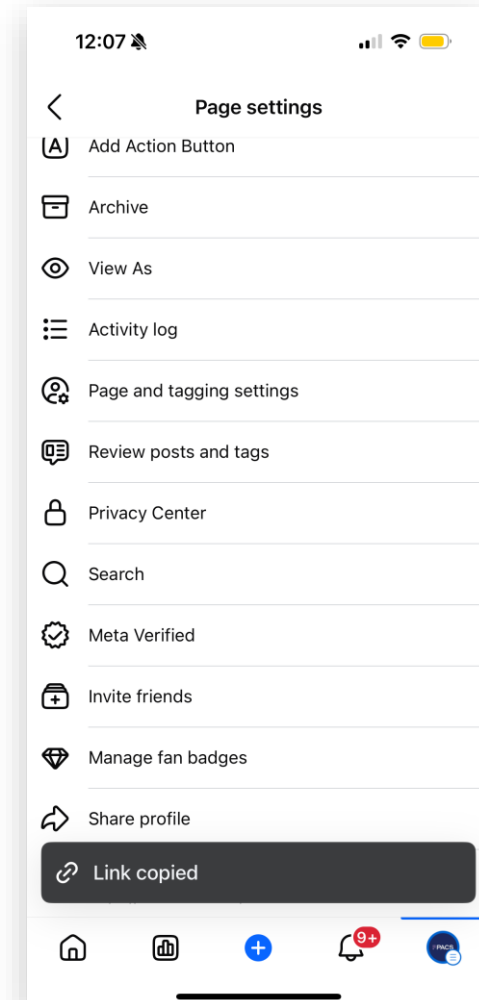 12:07
Page settings
Add Action Button
Archive
View As
Activity log
Page and tagging settings
Review posts and tags
Privacy Center
Search
Meta Verified
Invite friends
Manage fan badges
Share profile
Link copied
9+
PACS